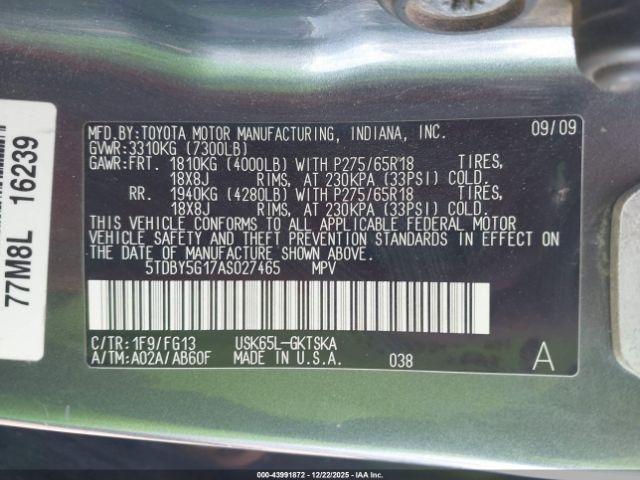 MFD.BY:TOYOTA MOTOR MANUFACTURING, INDIANA, INC. 09/09
GVWR:3310KG (7300LB)
GAWR:FRT. 1810KG (4000LB) WITH P275/65R18 TIRES,
18X8J RIMS, AT 230KPA (33PSI) COLD.
RR. 1940KG (4280LB) WITH P275/65R18 TIRES,
18X8J RIMS, AT 230KPA (33PSI) COLD.
THIS VEHICLE CONFORMS TO ALL APPLICABLE FEDERAL MOTOR
VEHICLE SAFETY AND THEFT PREVENTION STANDARDS IN EFFECT
ON THE DATE OF MANUFACTURE SHOWN ABOVE.
5TDBY5G17AS027465 MPV
C/TR:1F9/FG13 USK65L-GKTSKA
A/TM:A02A/AB60F MADE IN U.S.A. 038 A
77M8L 16239
IAA - 43991872 | 12/22/2025 - IAAI.COM